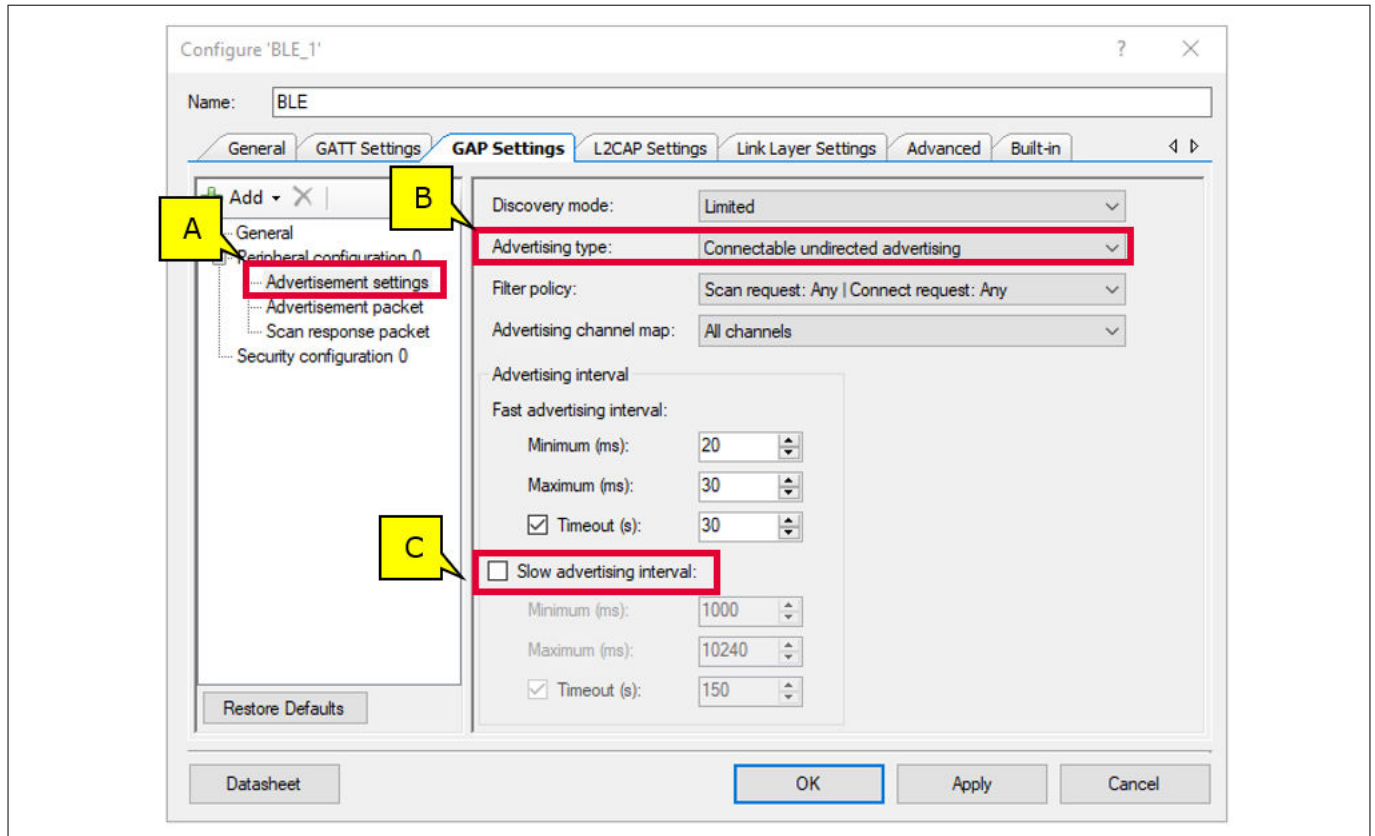 Configure 'BLE_1' ?
Name: BLE
General GATT Settings GAP Settings L2CAP Settings Link Layer Settings Advanced Built-in
Add
A
General
Peripheral configuration 0
Advertisement settings
Advertisement packet
Scan response packet
Security configuration 0
Restore Defaults
B
Discovery mode: Limited
Advertising type: Connectable undirected advertising
Filter policy: Scan request: Any | Connect request: Any
Advertising channel map: All channels
Advertising interval
Fast advertising interval:
Minimum (ms): 20
Maximum (ms): 30
Timeout (s): 30
C
Slow advertising interval:
Minimum (ms): 1000
Maximum (ms): 10240
Timeout (s): 150
Datasheet OK Apply Cancel